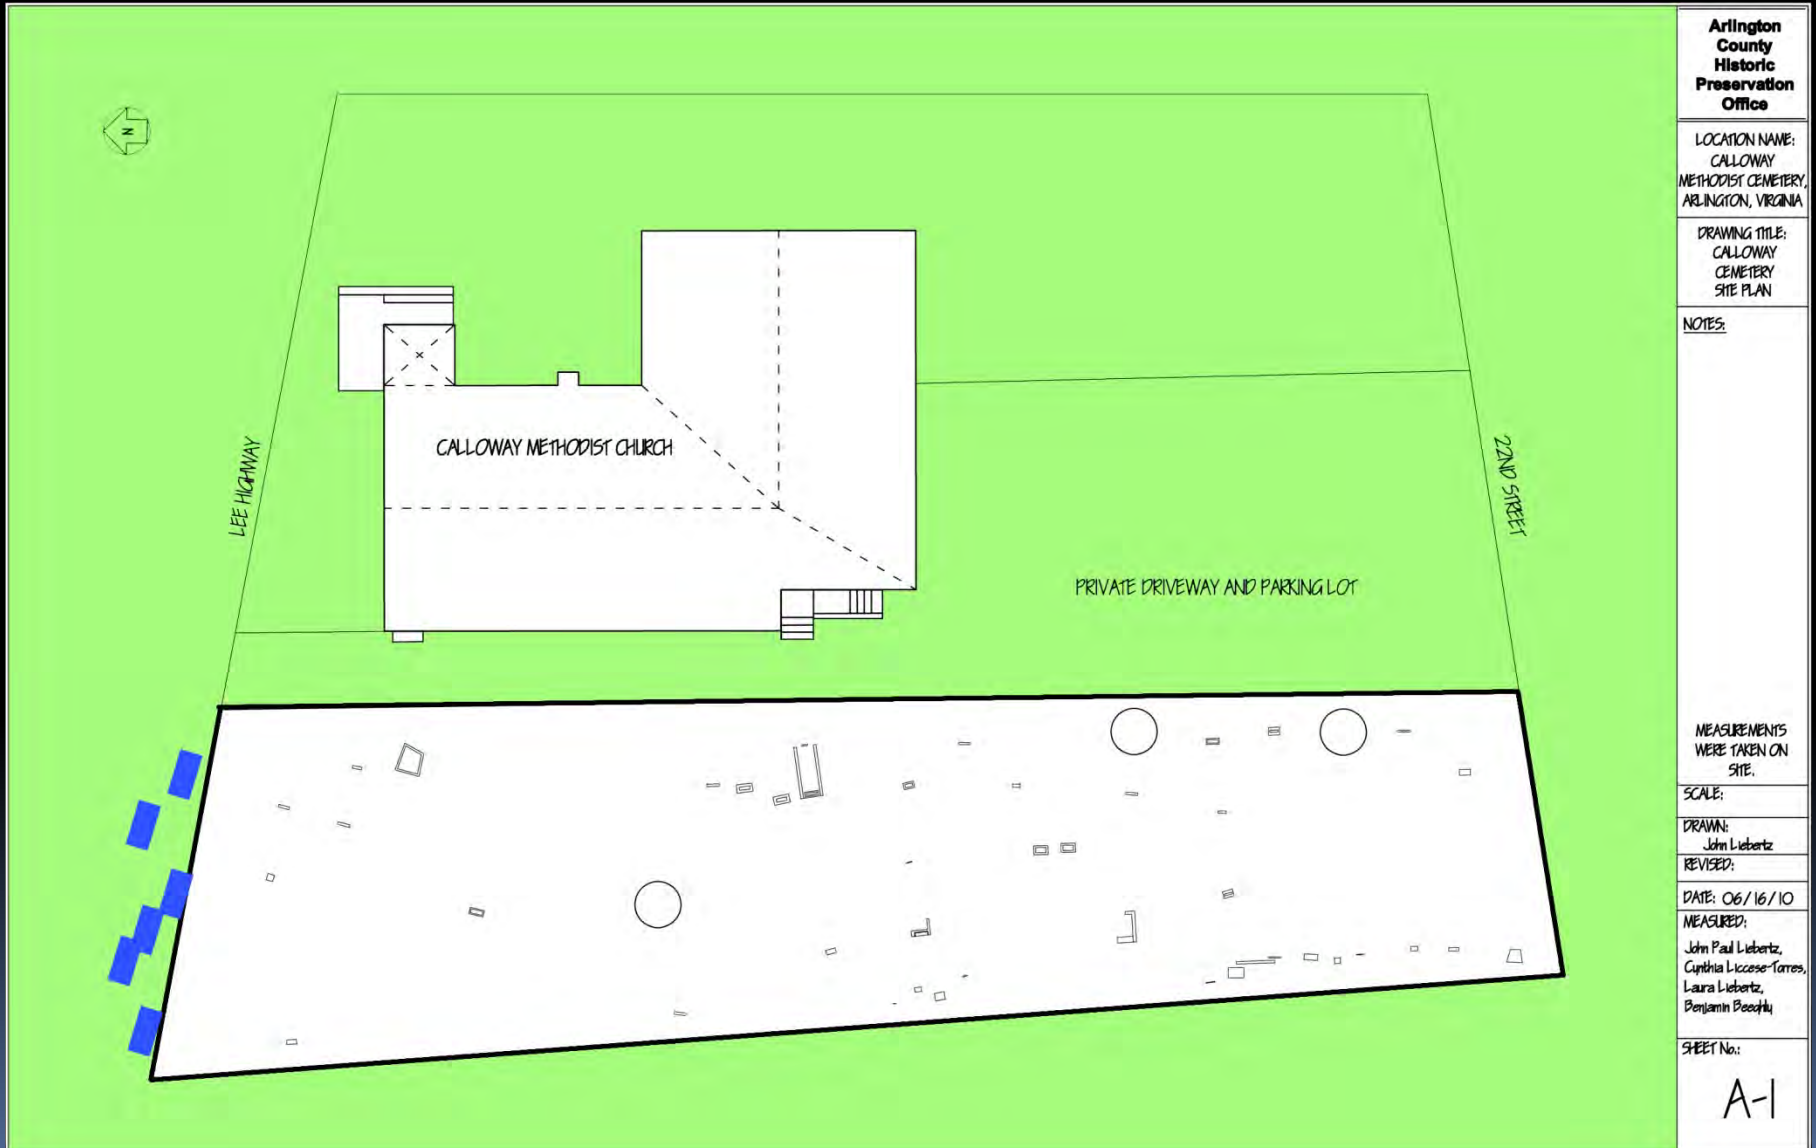 N
LEE HIGHWAY
CALLOWAY METHODIST CHURCH
22ND STREET
PRIVATE DRIVEWAY AND PARKING LOT
Arlington
County
Historic
Preservation
Office
LOCATION NAME:
CALLOWAY
METHODIST CEMETERY,
ARLINGTON, VIRGINIA
DRAWING TITLE:
CALLOWAY
CEMETERY
SITE PLAN
NOTES:
MEASUREMENTS
WERE TAKEN ON
SITE.
SCALE:
DRAWN:
John Liebertz
REVISED:
DATE: 06/16/10
MEASURED:
John Paul Liebertz,
Cynthia Liccese-Torres,
Laura Liebertz,
Benjamin Beeghly
SHEET No.:
A-1